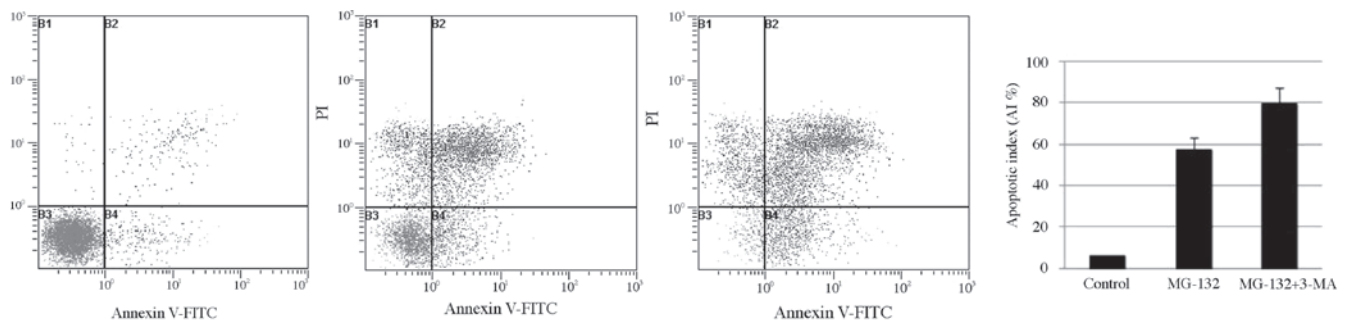 10³
B1
B2
10²
10¹
10⁰
B3
B4
10⁰
10¹
10²
10³
Annexin V-FITC
PI
B1
B2
10²
10¹
10⁰
B3
B4
10⁰
10¹
10²
10³
Annexin V-FITC
PI
10³
B1
B2
10²
10¹
10⁰
B3
B4
10⁰
10¹
10²
10³
Annexin V-FITC
Apoptotic index (AI %)
100
80
60
40
20
0
Control MG-132 MG-132+3-MA